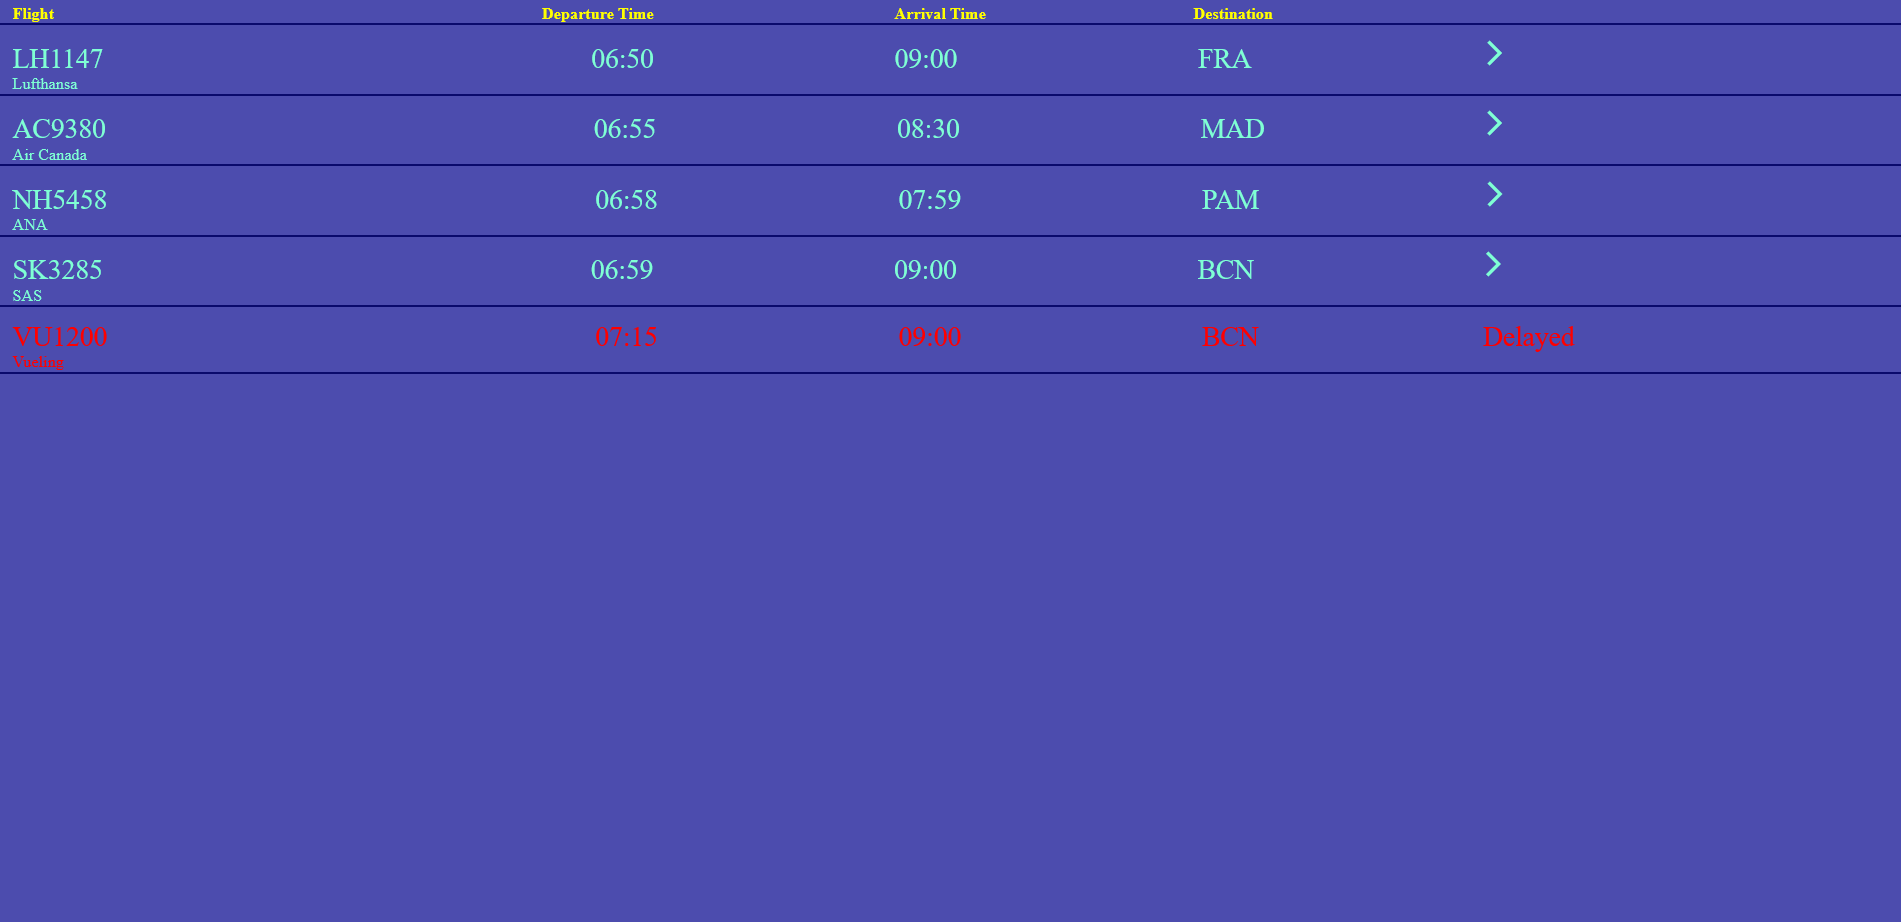 Flight Departure Time Arrival Time Destination
LH1147 06:50 09:00 FRA
Lufthansa
AC9380 06:55 08:30 MAD
Air Canada
NH5458 06:58 07:59 PAM
ANA
SK3285 06:59 09:00 BCN
SAS
VU1200 07:15 09:00 BCN Delayed
Vueling